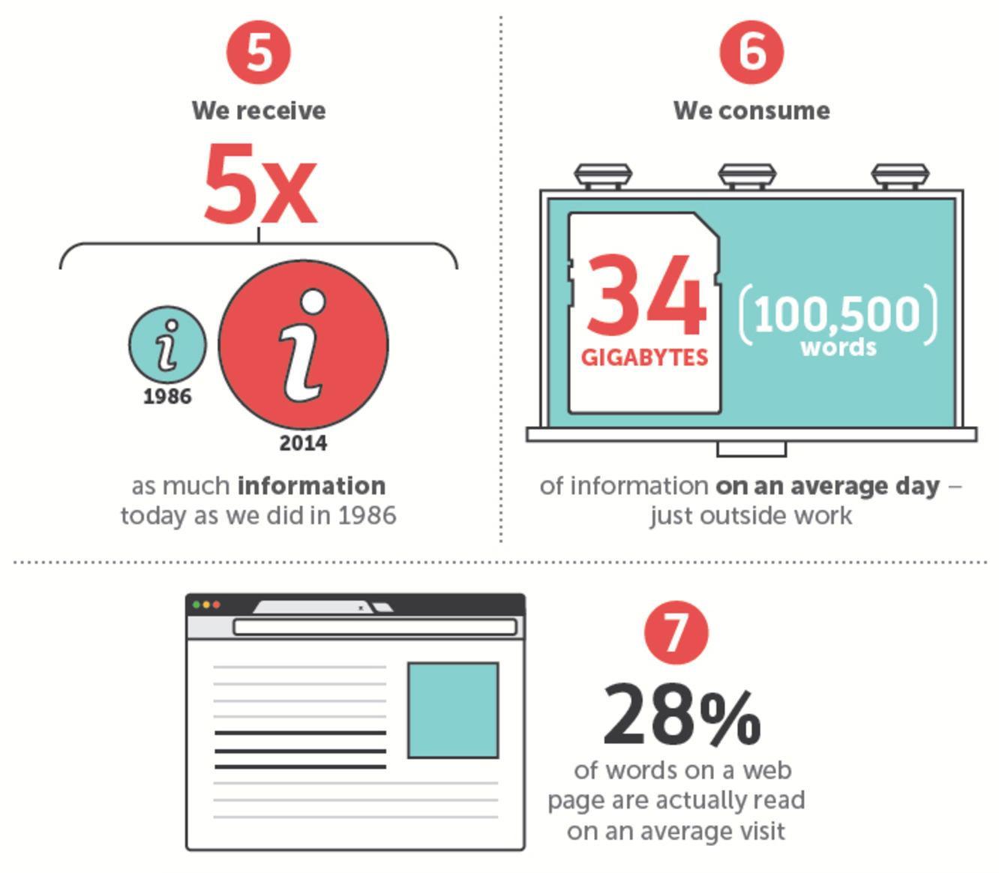 5
We receive
5x
i
i
1986
2014
as much information
today as we did in 1986
6
We consume
34
GIGABYTES
(100,500)
words
of information on an average day –
just outside work
x
7
28%
of words on a web
page are actually read
on an average visit